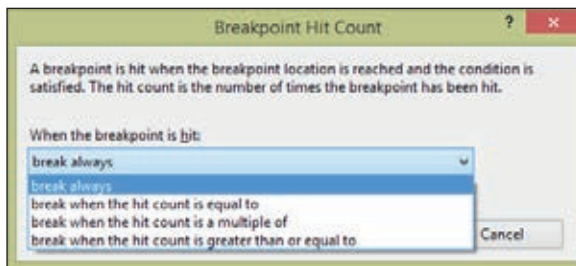 Breakpoint Hit Count
?
A breakpoint is hit when the breakpoint location is reached and the condition is
satisfied. The hit count is the number of times the breakpoint has been hit.
When the breakpoint is hit:
break always
break always
break when the hit count is equal to
break when the hit count is a multiple of
break when the hit count is greater than or equal to
Cancel